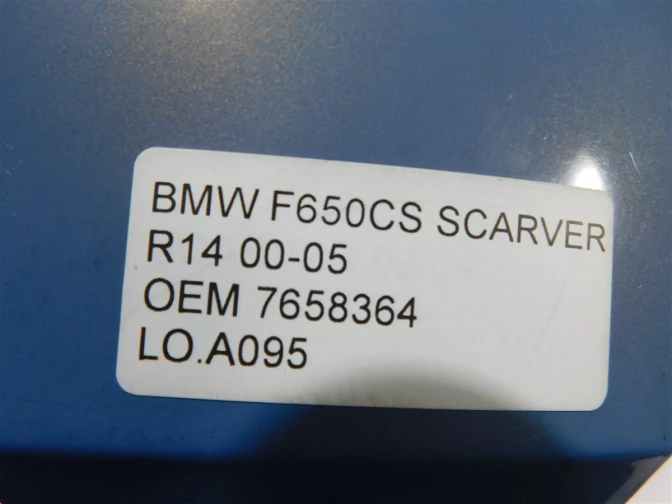 BMW F650CS SCARVER
R14 00-05
OEM 7658364
LO.A095